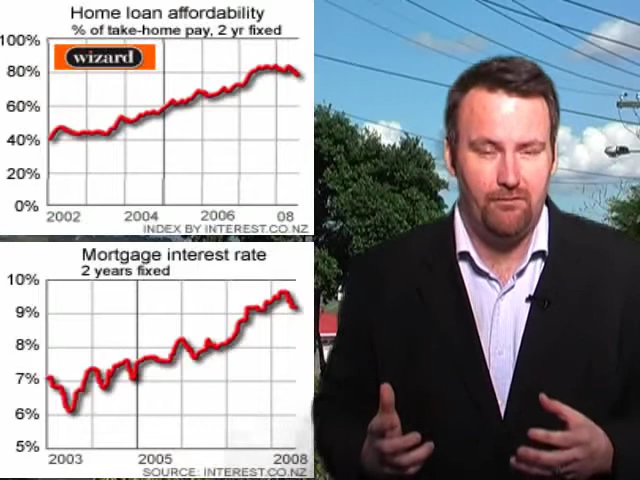 Home loan affordability
% of take-home pay, 2 yr fixed
100%
wizard
80%
60%
40%
20%
0%
2002 2004 2006 08
INDEX BY INTEREST.CO.NZ
Mortgage interest rate
2 years fixed
10%
9%
8%
7%
6%
5%
2003 2005 2008
SOURCE: INTEREST.CO.NZ